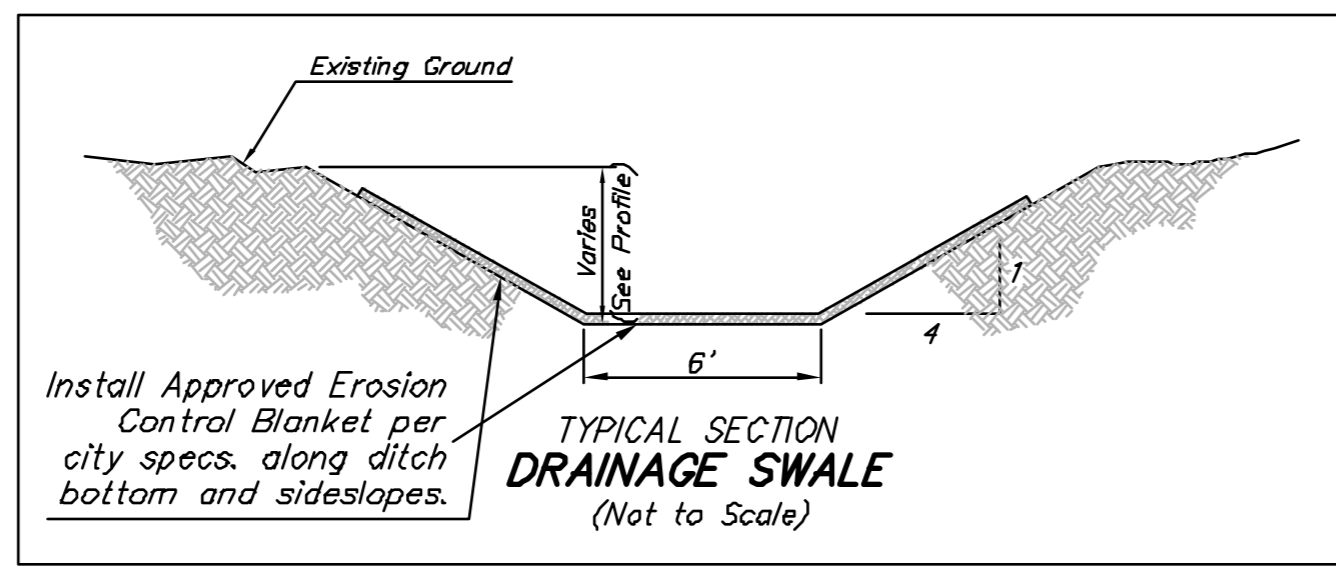 Existing Ground
Varies
(See Profile)
1
4
6'
Install Approved Erosion
Control Blanket per
city specs. along ditch
bottom and sideslopes.
TYPICAL SECTION
DRAINAGE SWALE
(Not to Scale)